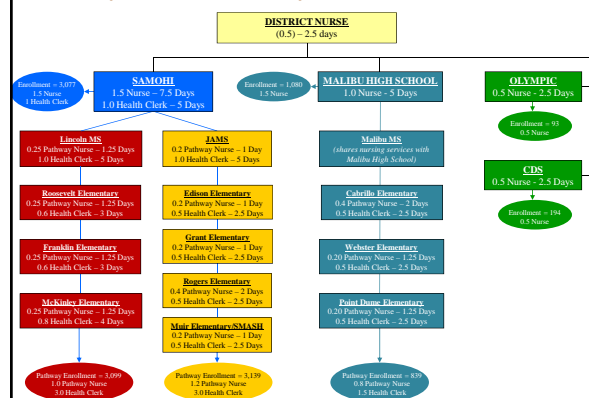 DISTRICT NURSE
(0.5) – 2.5 days
Enrollment = 3,077
1.5 Nurse
1 Health Clerk
SAMOHI
1.5 Nurse – 7.5 Days
1.0 Health Clerk – 5 Days
Enrollment = 1,080
1.5 Nurse
MALIBU HIGH SCHOOL
1.0 Nurse - 5 Days
OLYMPIC
0.5 Nurse - 2.5 Days
Enrollment = 93
0.5 Nurse
CDS
0.5 Nurse - 2.5 Days
Enrollment = 194
0.5 Nurse
Lincoln MS
0.25 Pathway Nurse – 1.25 Days
1.0 Health Clerk – 5 Days
Roosevelt Elementary
0.25 Pathway Nurse – 1.25 Days
0.6 Health Clerk – 3 Days
Franklin Elementary
0.25 Pathway Nurse – 1.25 Days
0.6 Health Clerk – 3 Days
McKinley Elementary
0.25 Pathway Nurse – 1.25 Days
0.8 Health Clerk – 4 Days
Pathway Enrollment = 3,099
1.0 Pathway Nurse
3.0 Health Clerk
JAMS
0.2 Pathway Nurse – 1 Day
1.0 Health Clerk – 5 Days
Edison Elementary
0.2 Pathway Nurse – 1 Day
0.5 Health Clerk – 2.5 Days
Grant Elementary
0.2 Pathway Nurse – 1 Day
0.5 Health Clerk – 2.5 Days
Rogers Elementary
0.4 Pathway Nurse – 2 Days
0.5 Health Clerk – 2.5 Days
Muir Elementary/SMASH
0.2 Pathway Nurse – 1 Day
0.5 Health Clerk – 2.5 Days
Pathway Enrollment = 3,139
1.2 Pathway Nurse
3.0 Health Clerk
Malibu MS
(shares nursing services with
Malibu High School)
Cabrillo Elementary
0.4 Pathway Nurse – 2 Days
0.5 Health Clerk – 2.5 Days
Webster Elementary
0.20 Pathway Nurse – 1.25 Days
0.5 Health Clerk – 2.5 Days
Point Dume Elementary
0.20 Pathway Nurse – 1.25 Days
0.5 Health Clerk – 2.5 Days
Pathway Enrollment = 839
0.8 Pathway Nurse
1.5 Health Clerk